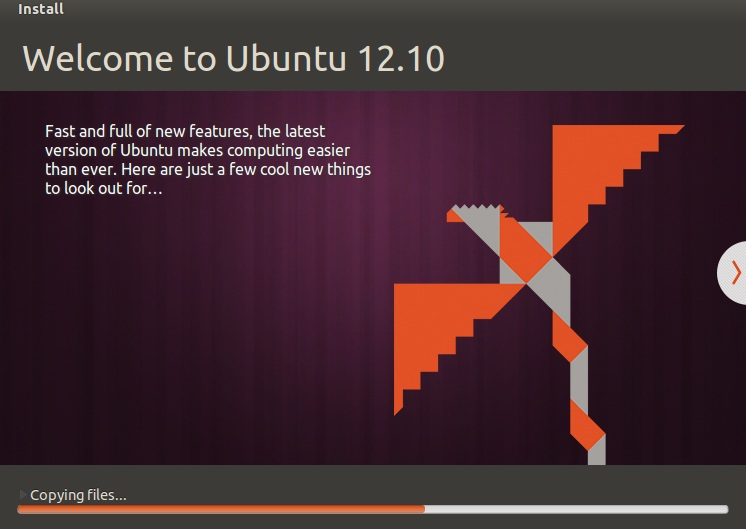 Install
Welcome to Ubuntu 12.10
Fast and full of new features, the latest
version of Ubuntu makes computing easier
than ever. Here are just a few cool new things
to look out for…
Copying files...